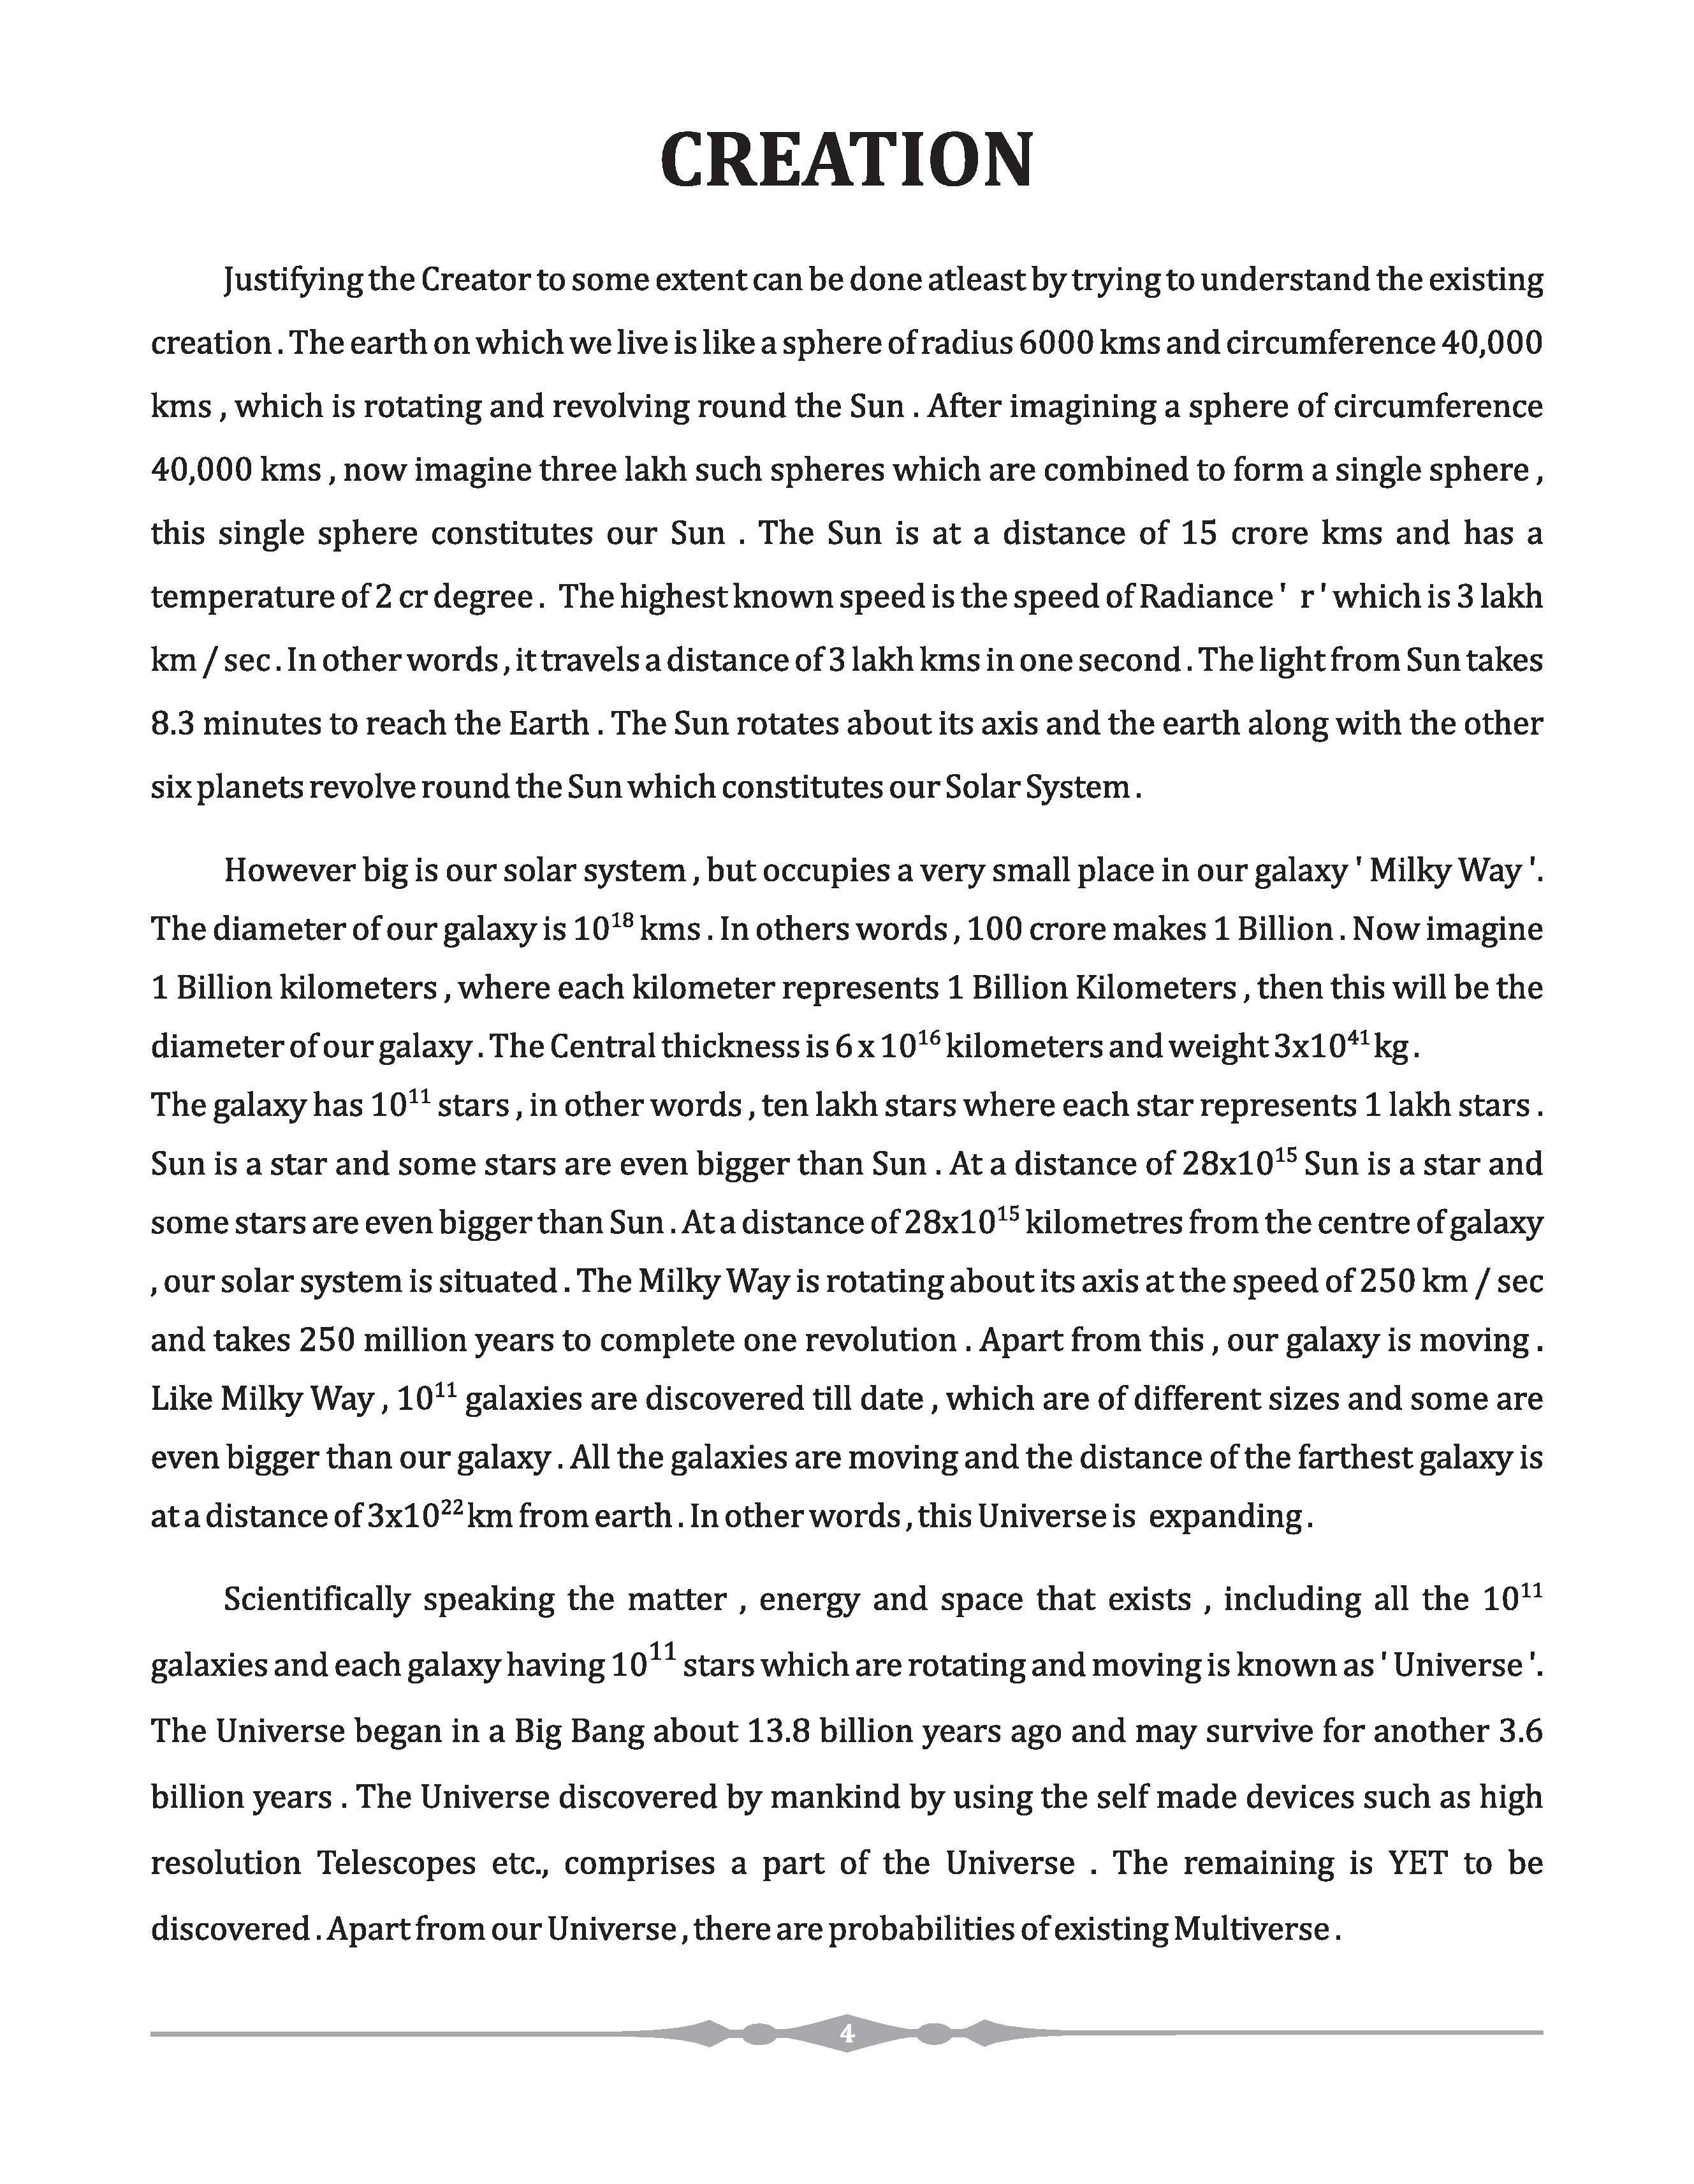 CREATION
Justifying the Creator to some extent can be done atleast by trying to understand the existing
creation . The earth on which we live is like a sphere of radius 6000 kms and circumference 40,000
kms , which is rotating and revolving round the Sun . After imagining a sphere of circumference
40,000 kms , now imagine three lakh such spheres which are combined to form a single sphere ,
this single sphere constitutes our Sun . The Sun is at a distance of 15 crore kms and has a
temperature of 2 cr degree . The highest known speed is the speed of Radiance ' r ' which is 3 lakh
km / sec . In other words , it travels a distance of 3 lakh kms in one second . The light from Sun takes
8.3 minutes to reach the Earth . The Sun rotates about its axis and the earth along with the other
six planets revolve round the Sun which constitutes our Solar System .
However big is our solar system , but occupies a very small place in our galaxy ' Milky Way '.
The diameter of our galaxy is 10¹⁸ kms . In others words , 100 crore makes 1 Billion . Now imagine
1 Billion kilometers , where each kilometer represents 1 Billion Kilometers , then this will be the
diameter of our galaxy . The Central thickness is 6 x 10¹⁶ kilometers and weight 3x10⁴¹ kg .
The galaxy has 10¹¹ stars , in other words , ten lakh stars where each star represents 1 lakh stars .
Sun is a star and some stars are even bigger than Sun . At a distance of 28x10¹⁵ Sun is a star and
some stars are even bigger than Sun . At a distance of 28x10¹⁵ kilometres from the centre of galaxy
, our solar system is situated . The Milky Way is rotating about its axis at the speed of 250 km / sec
and takes 250 million years to complete one revolution . Apart from this , our galaxy is moving .
Like Milky Way , 10¹¹ galaxies are discovered till date , which are of different sizes and some are
even bigger than our galaxy . All the galaxies are moving and the distance of the farthest galaxy is
at a distance of 3x10²² km from earth . In other words , this Universe is expanding .
Scientifically speaking the matter , energy and space that exists , including all the 10¹¹
galaxies and each galaxy having 10¹¹ stars which are rotating and moving is known as ' Universe '.
The Universe began in a Big Bang about 13.8 billion years ago and may survive for another 3.6
billion years . The Universe discovered by mankind by using the self made devices such as high
resolution Telescopes etc., comprises a part of the Universe . The remaining is YET to be
discovered . Apart from our Universe , there are probabilities of existing Multiverse .
4